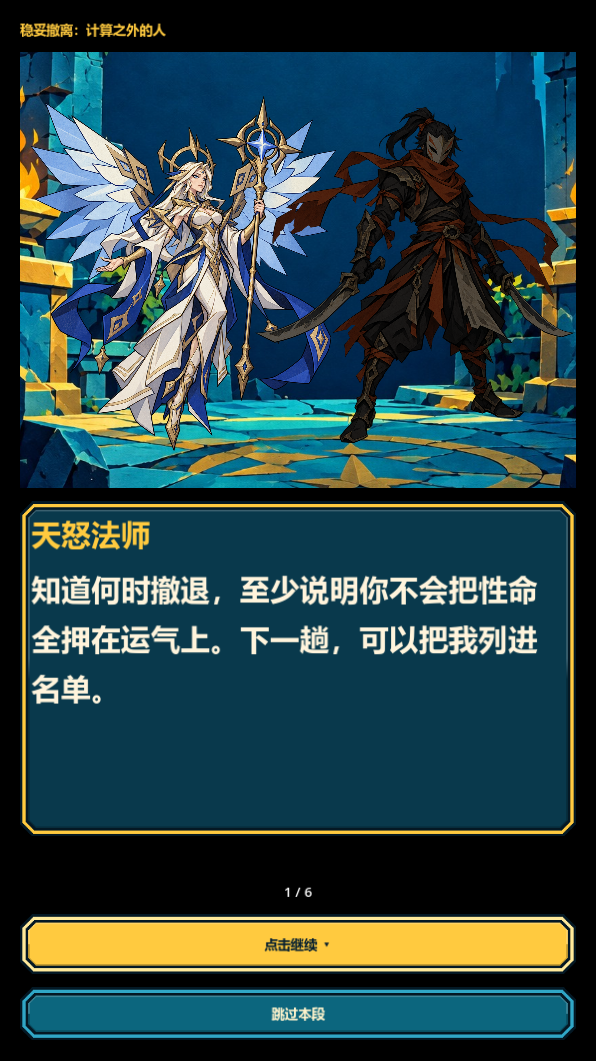 稳妥撤离：计算之外的人
天怒法师
知道何时撤退，至少说明你不会把性命
全押在运气上。下一趟，可以把我列进
名单。
1 / 6
点击继续 ▼
跳过本段